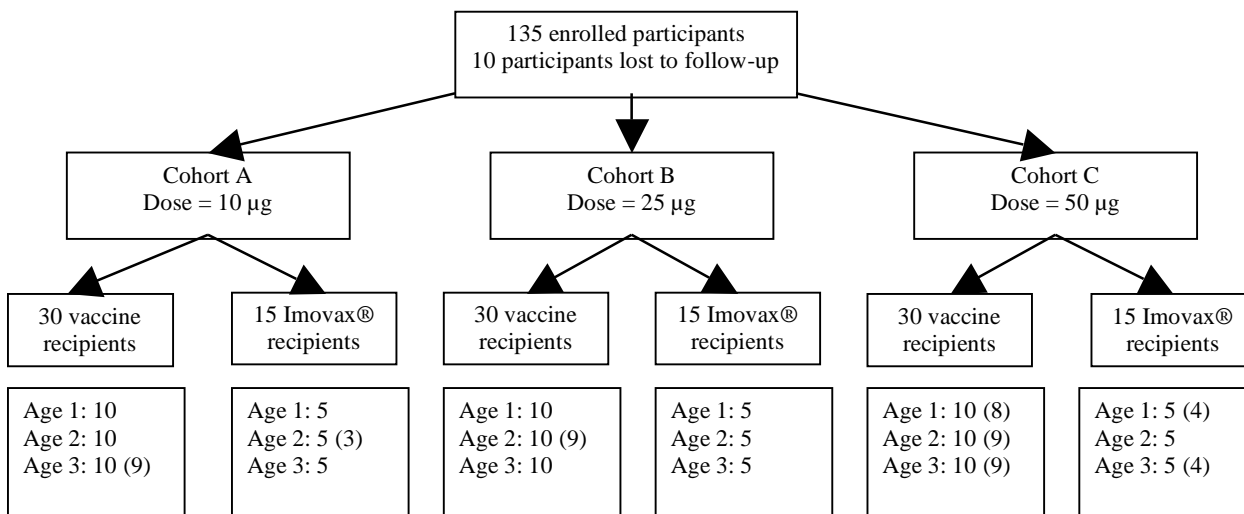 135 enrolled participants
10 participants lost to follow-up
Cohort A
Dose = 10 µg
Cohort B
Dose = 25 µg
Cohort C
Dose = 50 µg
30 vaccine
recipients
15 Imovax®
recipients
30 vaccine
recipients
15 Imovax®
recipients
30 vaccine
recipients
15 Imovax®
recipients
Age 1: 10
Age 2: 10
Age 3: 10 (9)
Age 1: 5
Age 2: 5 (3)
Age 3: 5
Age 1: 10
Age 2: 10 (9)
Age 3: 10
Age 1: 5
Age 2: 5
Age 3: 5
Age 1: 10 (8)
Age 2: 10 (9)
Age 3: 10 (9)
Age 1: 5 (4)
Age 2: 5
Age 3: 5 (4)